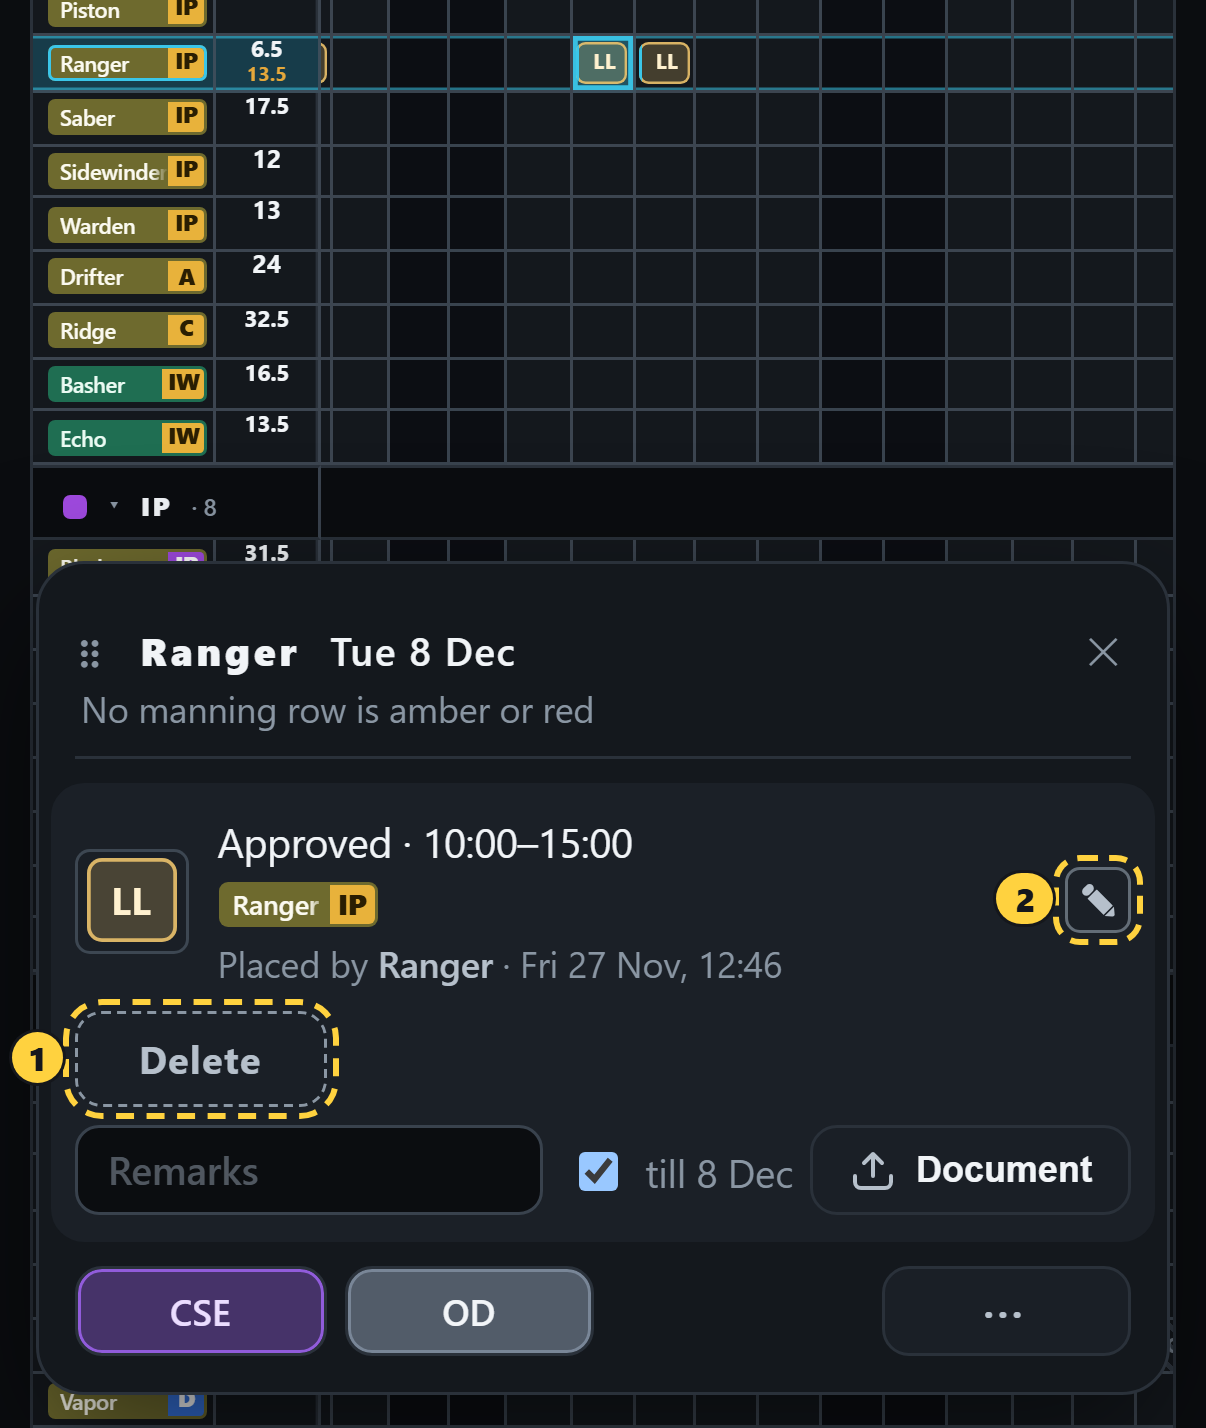 Piston IP
Ranger IP 6.5 LL LL
13.5
Saber IP 17.5
Sidewinder IP 12
Warden IP 13
Drifter A 24
Ridge C 32.5
Basher IW 16.5
Echo IW 13.5
IP · 8
31.5
Ranger Tue 8 Dec
No manning row is amber or red
LL
Approved · 10:00–15:00
Ranger IP
2
Placed by Ranger · Fri 27 Nov, 12:46
1 Delete
Remarks till 8 Dec Document
CSE OD ...
Vapor D